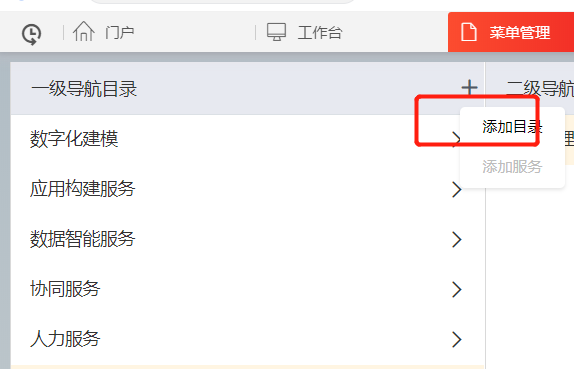 门户 工作台 菜单管理
一级导航目录 二级导航
添加目录 理
数字化建模
添加服务
应用构建服务
数据智能服务
协同服务
人力服务